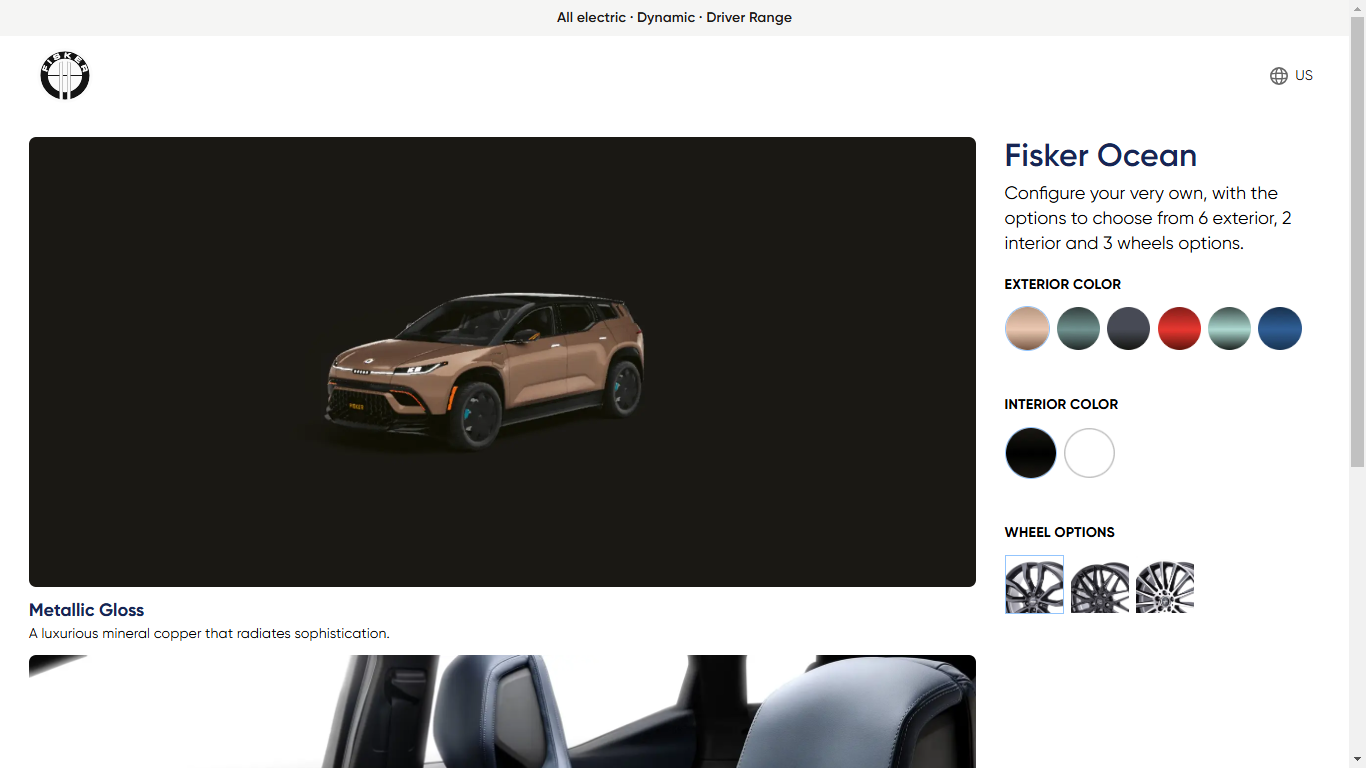 All electric · Dynamic · Driver Range
FISKER
US
Fisker Ocean
Configure your very own, with the
options to choose from 6 exterior, 2
interior and 3 wheels options.
EXTERIOR COLOR
INTERIOR COLOR
WHEEL OPTIONS
FISKER
Metallic Gloss
A luxurious mineral copper that radiates sophistication.